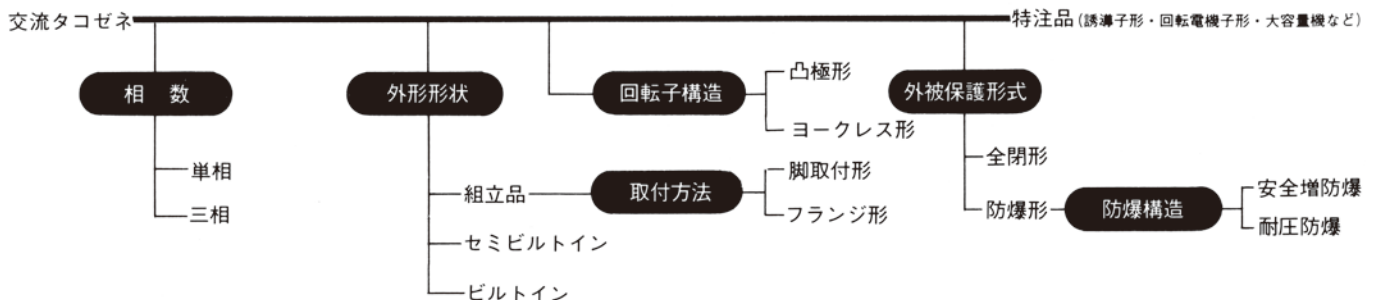 交流タコゼネ
特注品(誘導子形・回転電機子形・大容量機など)
相数
単相
三相
外形形状
組立品
取付方法
脚取付形
フランジ形
セミビルトイン
ビルトイン
回転子構造
凸極形
ヨークレス形
外被保護形式
全閉形
防爆形
防爆構造
安全増防爆
耐圧防爆